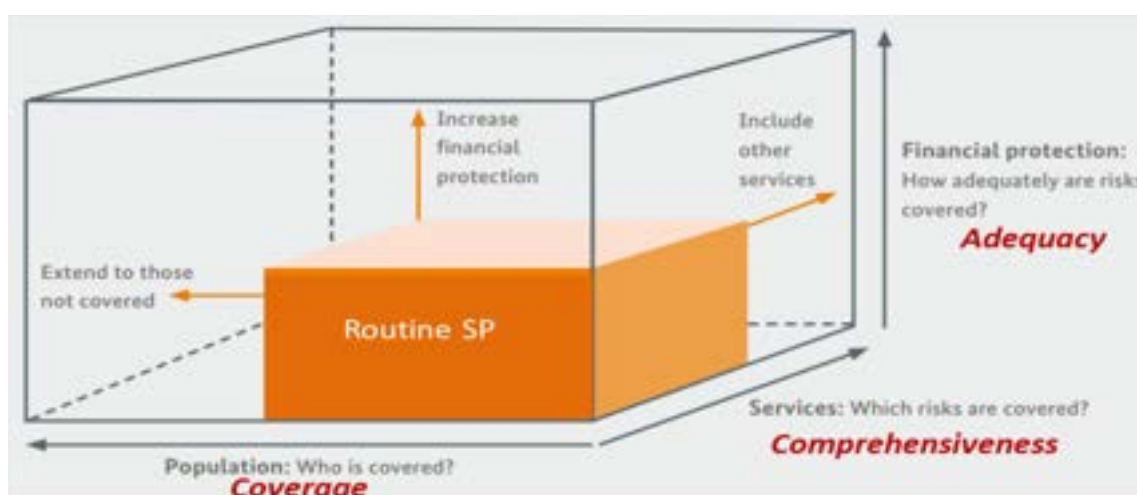 Increase
financial
protection
Include
other
services
Financial protection:
How adequately are risks
covered?
Adequacy
Extend to those
not covered
Routine SP
Services: Which risks are covered?
Comprehensiveness
Population: Who is covered?
Coverage